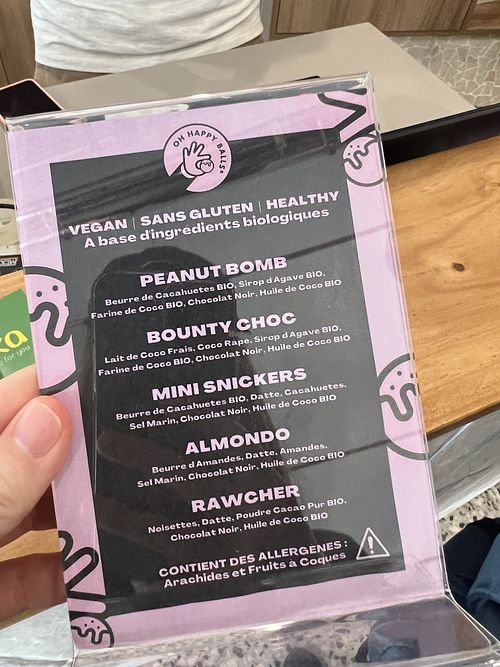 OH HAPPY BALLS
VEGAN | SANS GLUTEN | HEALTHY
A base d'ingrédients biologiques
PEANUT BOMB
Beurre de Cacahuetes BIO, Sirop d'Agave BIO,
Farine de Coco BIO, Chocolat Noir, Huile de Coco BIO
BOUNTY CHOC
Lait de Coco Frais, Coco Rape, Sirop d'Agave BIO,
Farine de Coco BIO, Chocolat Noir, Huile de Coco BIO
MINI SNICKERS
Beurre de Cacahuetes BIO, Datte, Cacahuetes,
Sel Marin, Chocolat Noir, Huile de Coco BIO
ALMONDO
Beurre d'Amandes, Datte, Amandes,
Sel Marin, Chocolat Noir, Huile de Coco BIO
RAWCHER
Noisettes, Datte, Poudre Cacao Pur BIO,
Chocolat Noir, Huile de Coco BIO
CONTIENT DES ALLERGENES :
Arachides et Fruits à Coques
for you